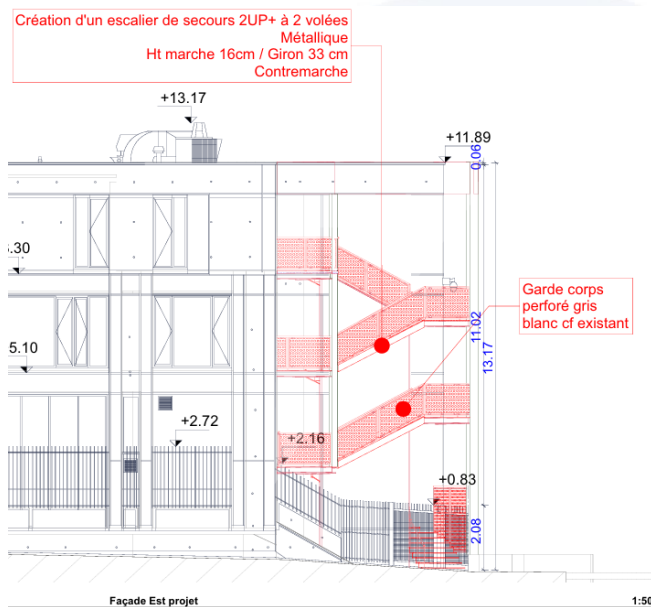 Création d'un escalier de secours 2UP+ à 2 volées
Métallique
Ht marche 16cm / Giron 33 cm
Contremarche
+13.17
+11.89
0.06
.30
Garde corps
perforé gris
blanc cf existant
11.02
13.17
5.10
+2.72
+2.16
+0.83
2.08
Façade Est projet
1:50